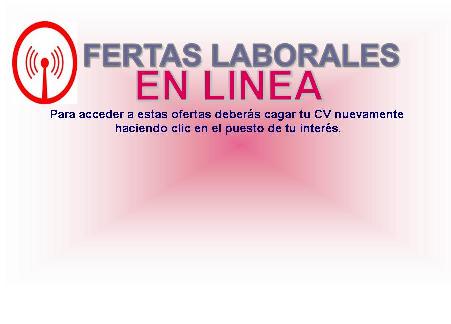 FERTAS LABORALES
EN LINEA
Para acceder a estas ofertas deberás cagar tu CV nuevamente
haciendo clic en el puesto de tu interés.